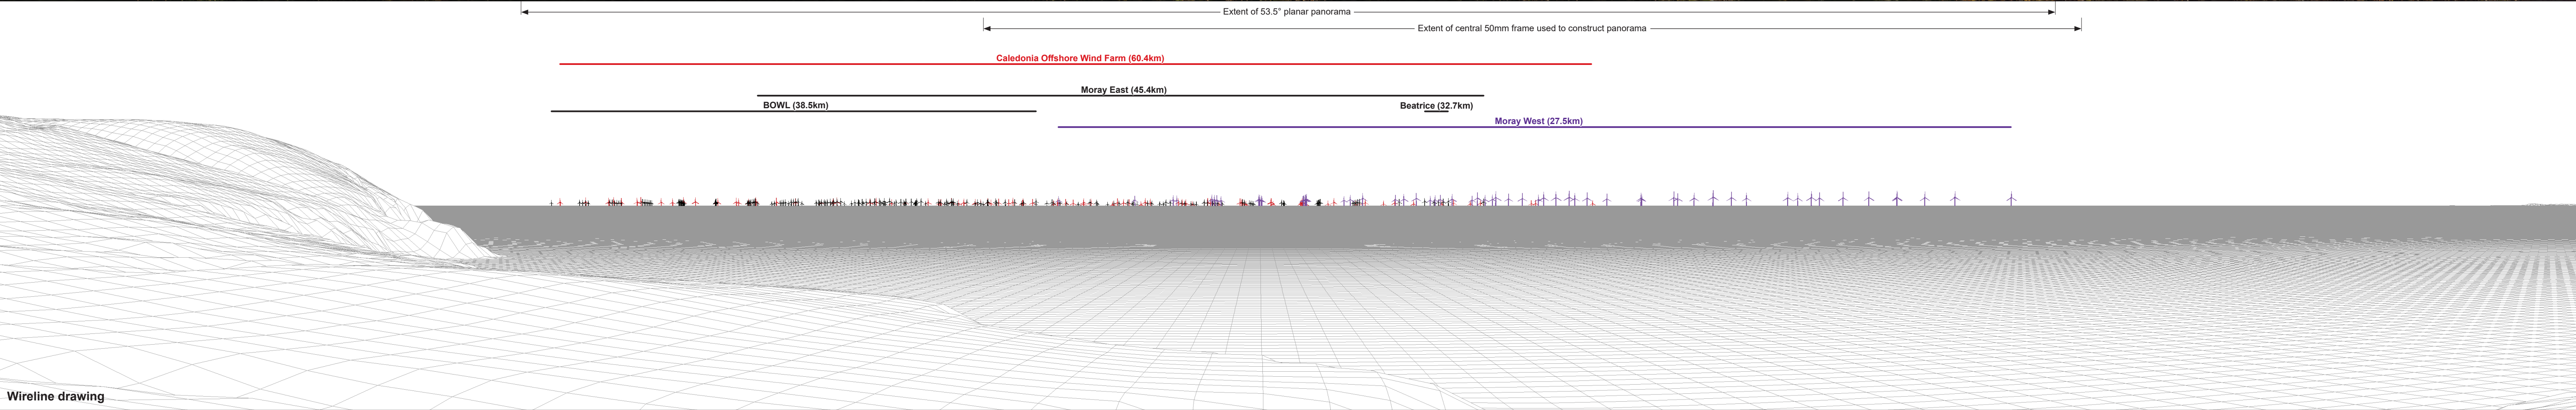 Extent of 53.5° planar panorama
Extent of central 50mm frame used to construct panorama
Caledonia Offshore Wind Farm (60.4km)
Moray East (45.4km)
BOWL (38.5km)
Beatrice (32.7km)
Moray West (27.5km)
Wireline drawing